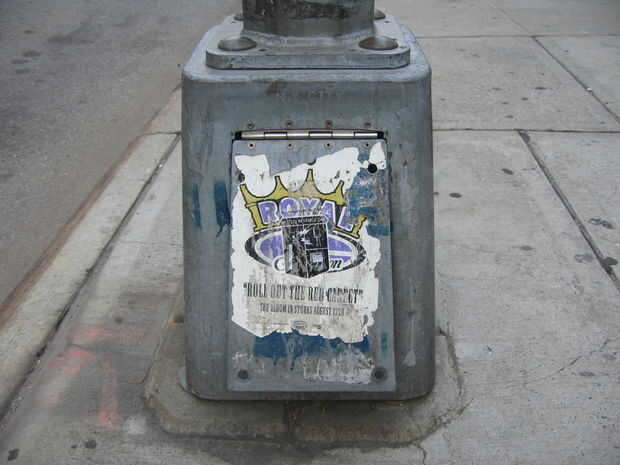 ROYAL
"ROLL OUT THE RED CARPET"
THE ALBUM IN STORES AUGUST